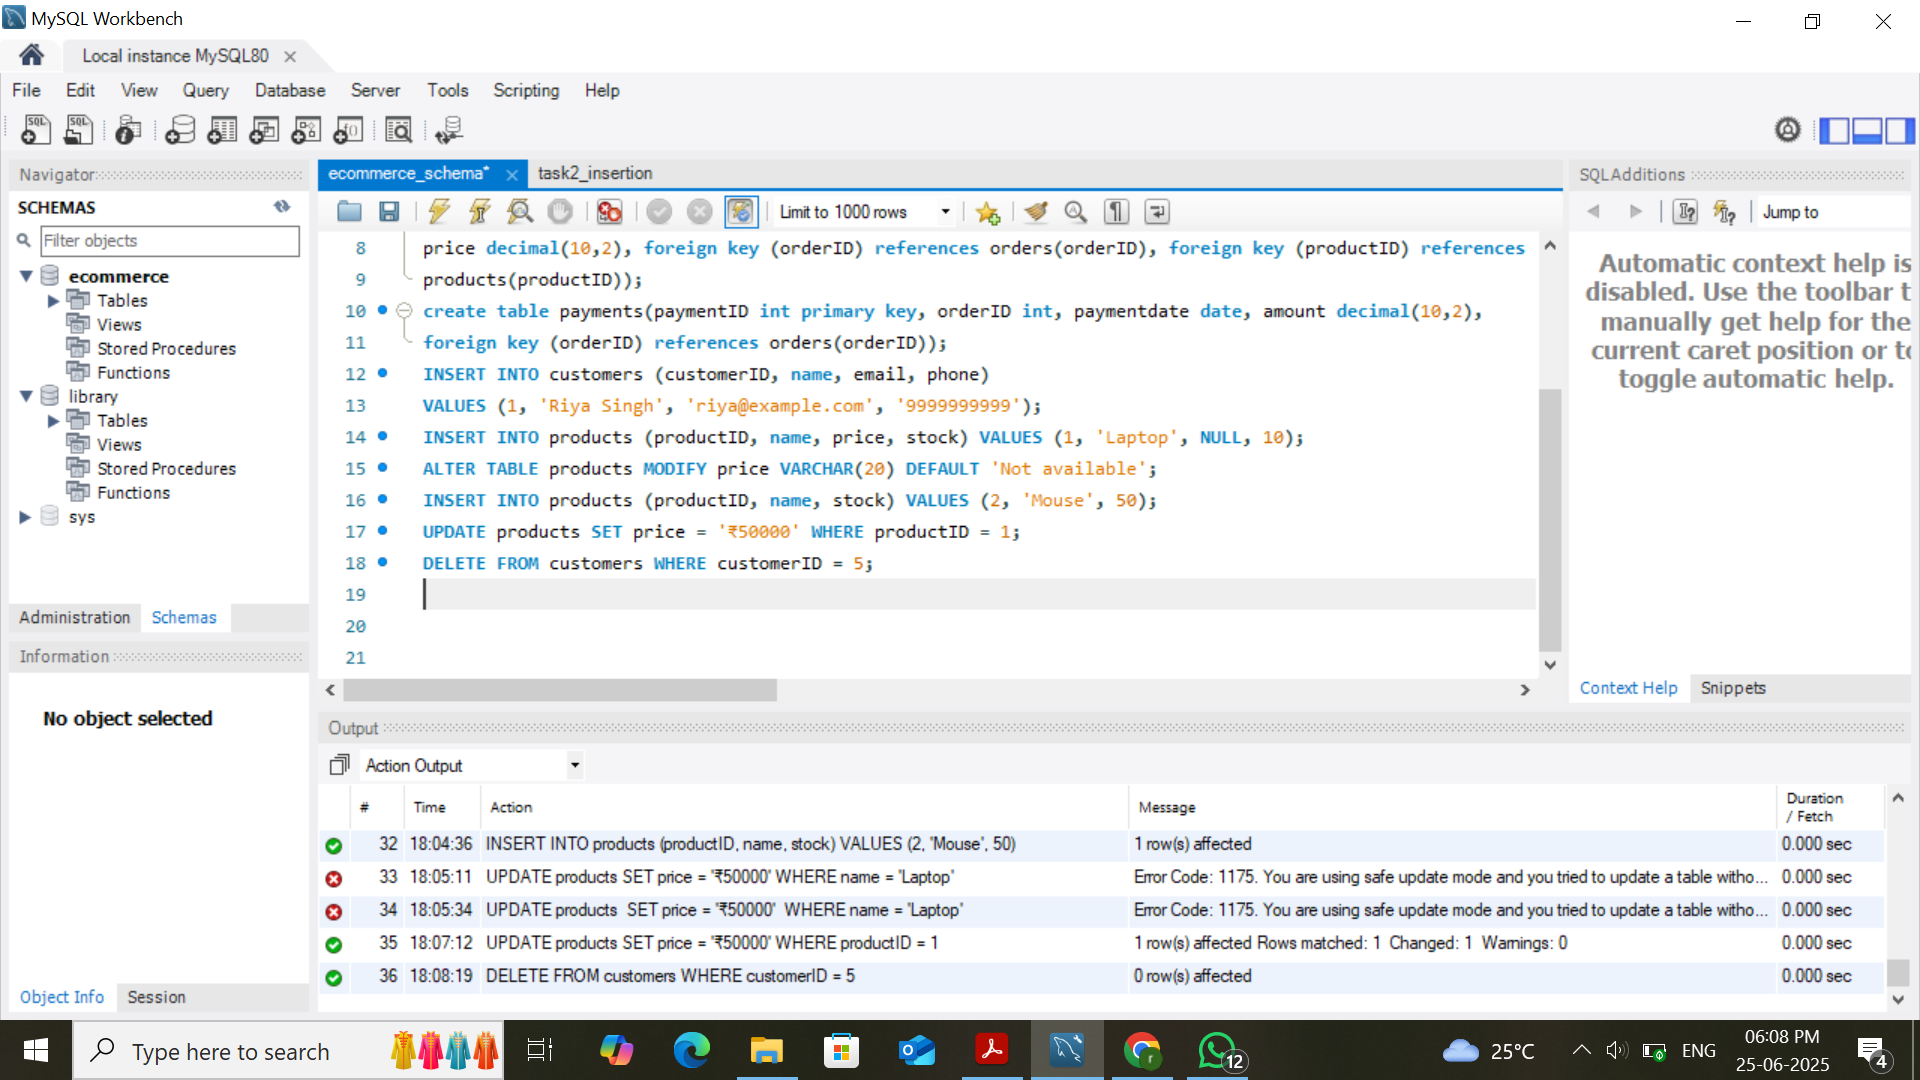 MySQL Workbench
Local instance MySQL80
File Edit View Query Database Server Tools Scripting Help
Navigator
SCHEMAS
Filter objects
ecommerce
Tables
Views
Stored Procedures
Functions
library
Tables
Views
Stored Procedures
Functions
sys
Administration Schemas
Information
No object selected
Object Info Session
ecommerce_schema* task2_insertion
Limit to 1000 rows
8 price decimal(10,2), foreign key (orderID) references orders(orderID), foreign key (productID) references
9 products(productID));
10 create table payments(paymentID int primary key, orderID int, paymentdate date, amount decimal(10,2),
11 foreign key (orderID) references orders(orderID));
12 INSERT INTO customers (customerID, name, email, phone)
13 VALUES (1, 'Riya Singh', 'riya@example.com', '9999999999');
14 INSERT INTO products (productID, name, price, stock) VALUES (1, 'Laptop', NULL, 10);
15 ALTER TABLE products MODIFY price VARCHAR(20) DEFAULT 'Not available';
16 INSERT INTO products (productID, name, stock) VALUES (2, 'Mouse', 50);
17 UPDATE products SET price = '₹50000' WHERE productID = 1;
18 DELETE FROM customers WHERE customerID = 5;
19
20
21
SQLAdditions
Jump to
Automatic context help is
disabled. Use the toolbar t
manually get help for the
current caret position or to
toggle automatic help.
Context Help Snippets
Output
Action Output
# Time Action Message Duration / Fetch
32 18:04:36 INSERT INTO products (productID, name, stock) VALUES (2, 'Mouse', 50) 1 row(s) affected 0.000 sec
33 18:05:11 UPDATE products SET price = '₹50000' WHERE name = 'Laptop' Error Code: 1175. You are using safe update mode and you tried to update a table witho... 0.000 sec
34 18:05:34 UPDATE products  SET price = '₹50000'  WHERE name = 'Laptop' Error Code: 1175. You are using safe update mode and you tried to update a table witho... 0.000 sec
35 18:07:12 UPDATE products SET price = '₹50000' WHERE productID = 1 1 row(s) affected Rows matched: 1  Changed: 1  Warnings: 0 0.000 sec
36 18:08:19 DELETE FROM customers WHERE customerID = 5 0 row(s) affected 0.000 sec
Type here to search
12
25°C
ENG
06:08 PM
25-06-2025
4